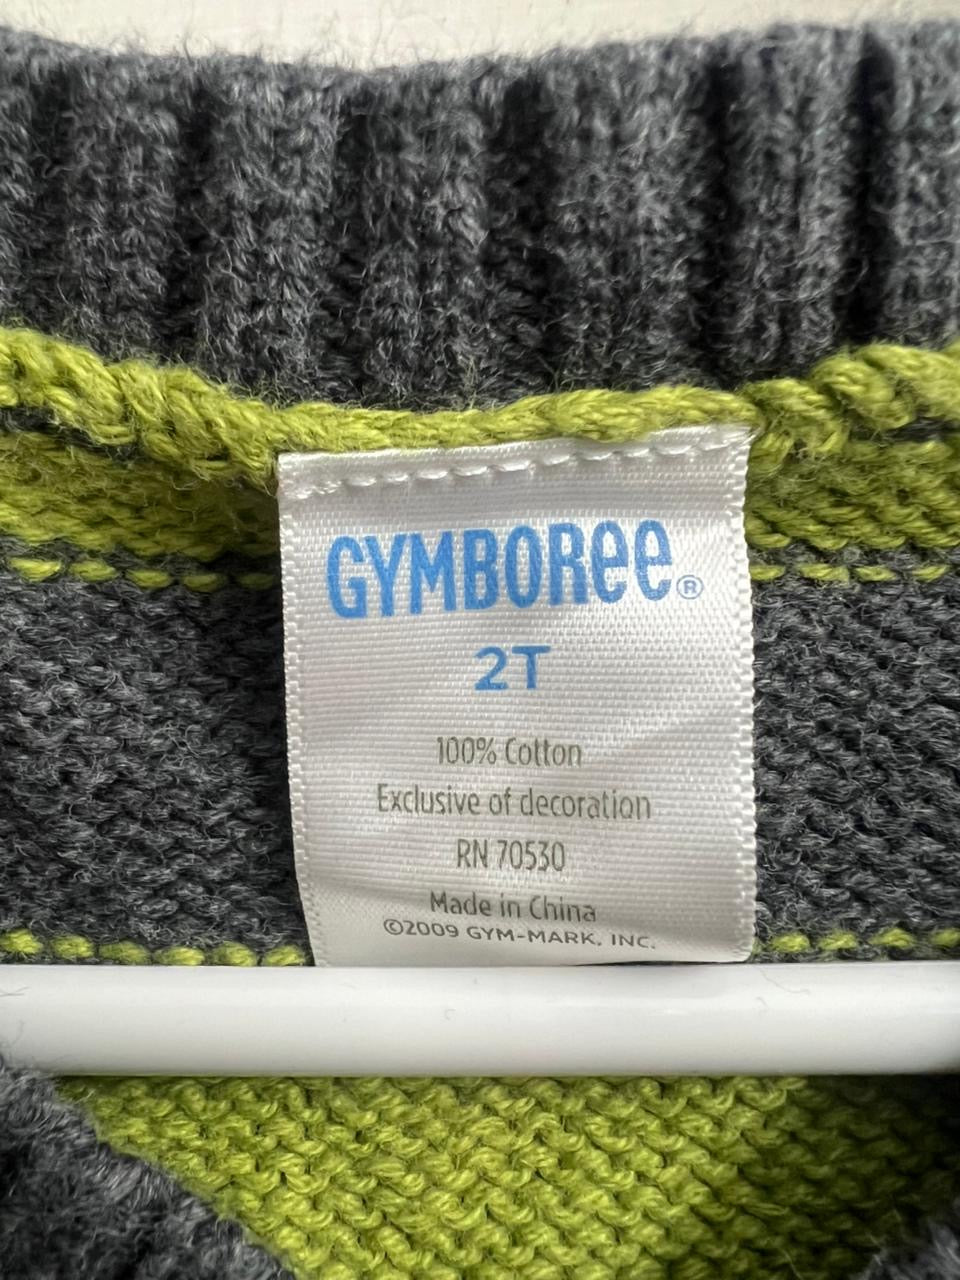 GYMBOREE®
2T
100% Cotton
Exclusive of decoration
RN 70530
Made in China
©2009 GYM-MARK, INC.